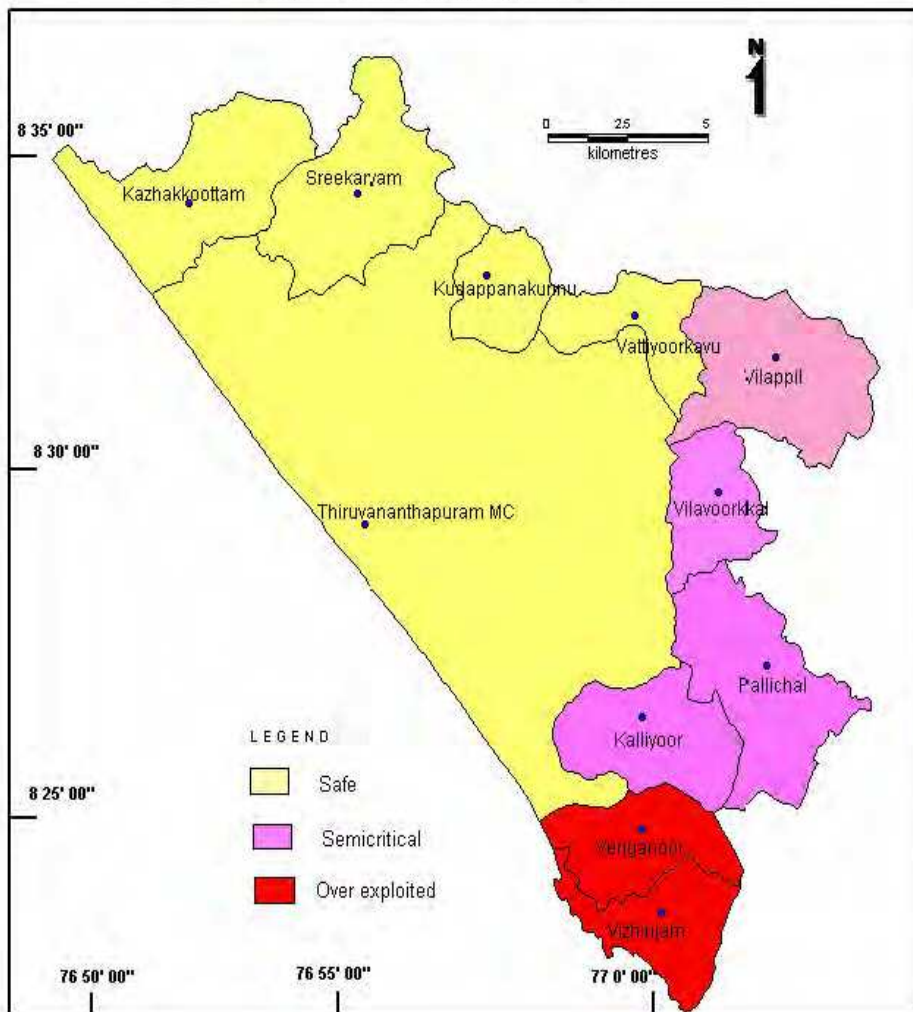 N
0 2.5 5
kilometres
8 35' 00"
Sreekaryam
Kazhakkoottam
Kudappanakunnu
Vattiyoorkavu
Vilappil
8 30' 00"
Vilavoorkkal
Thiruvananthapuram MC
Pallichal
Kalliyoor
LEGEND
Safe
8 25' 00"
Semicritical
Venganoor
Over exploited
Vizhinjam
76 50' 00"
76 55' 00"
77 0' 00"